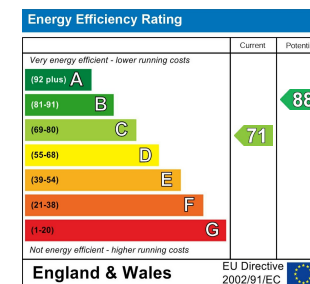 Energy Efficiency Rating
Current Potenti
Very energy efficient - lower running costs
(92 plus) A
(81-91) B
88
(69-80) C
71
(55-68) D
(39-54) E
(21-38) F
(1-20) G
Not energy efficient - higher running costs
England & Wales
EU Directive
2002/91/EC